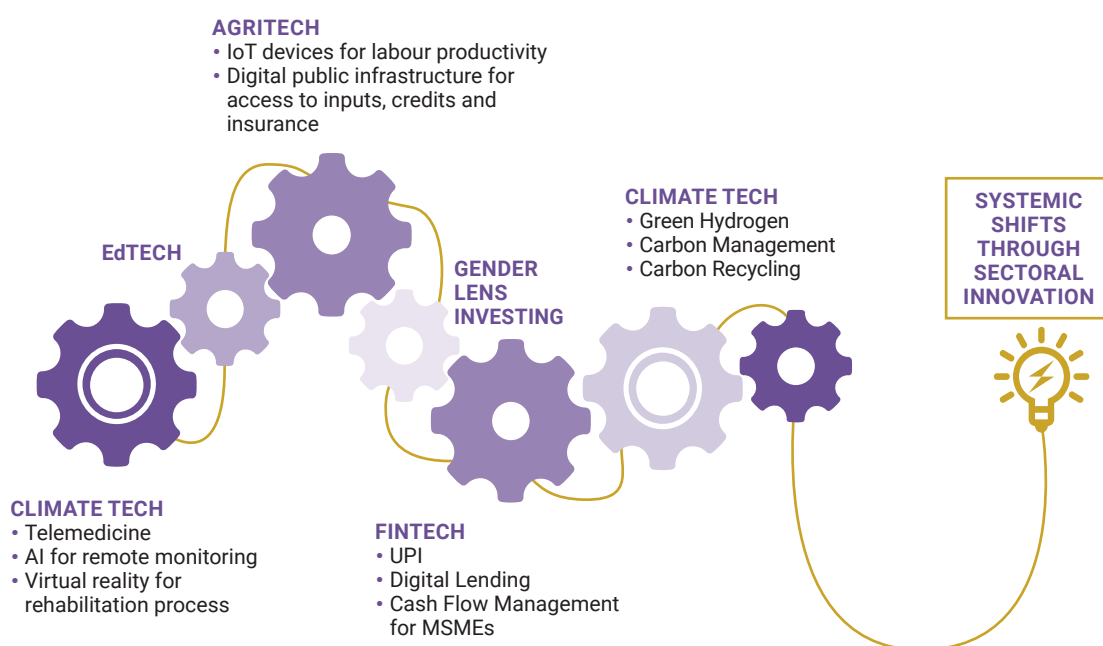 AGRITECH
• IoT devices for labour productivity
• Digital public infrastructure for
access to inputs, credits and
insurance
EdTECH
GENDER
LENS
INVESTING
CLIMATE TECH
• Green Hydrogen
• Carbon Management
• Carbon Recycling
SYSTEMIC
SHIFTS
THROUGH
SECTORAL
INNOVATION
CLIMATE TECH
• Telemedicine
• AI for remote monitoring
• Virtual reality for
rehabilitation process
FINTECH
• UPI
• Digital Lending
• Cash Flow Management
for MSMEs